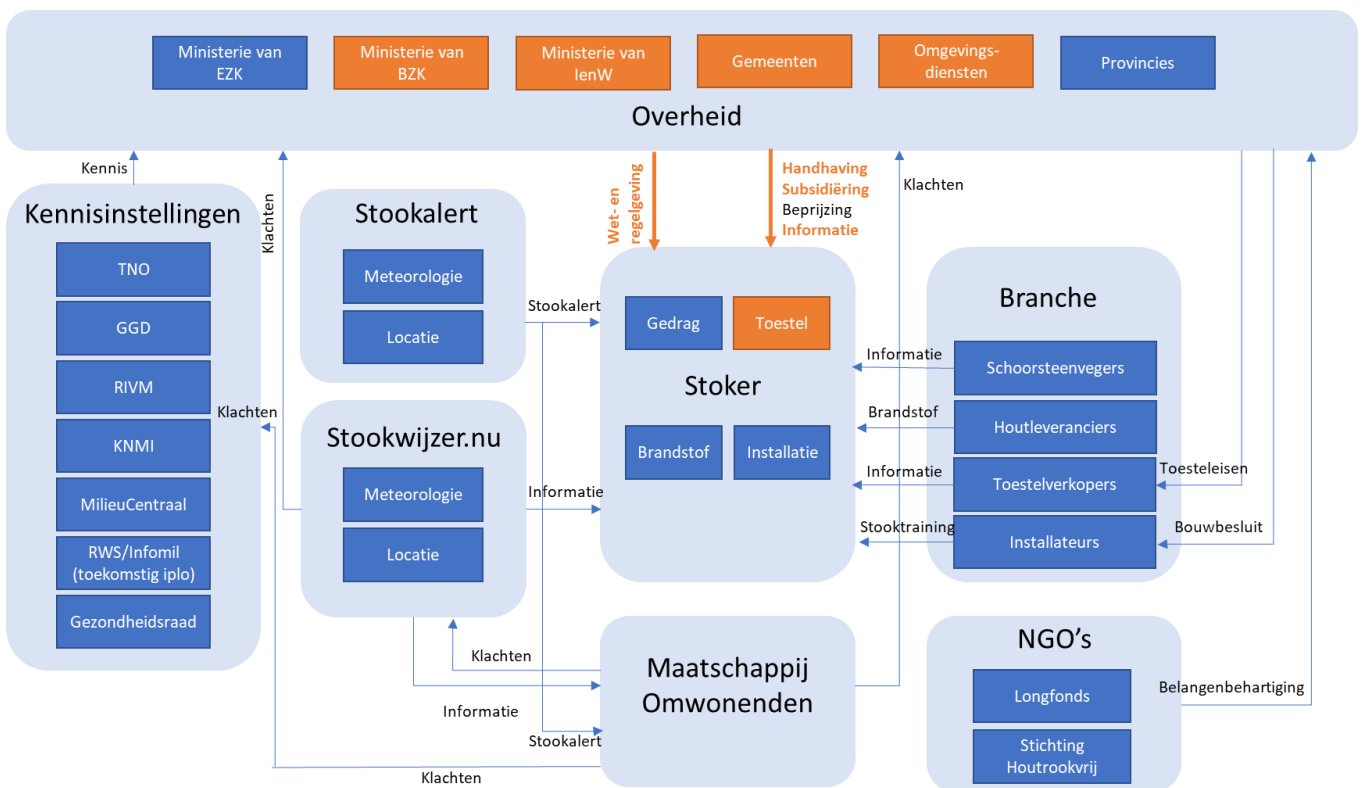 Ministerie van
EZK
Ministerie van
BZK
Ministerie van
IenW
Gemeenten
Omgevings-
diensten
Provincies
Overheid
Kennis
Klachten
Wet- en
regelgeving
Handhaving
Subsidiëring
Beprijzing
Informatie
Klachten
Kennisinstellingen
TNO
GGD
RIVM
KNMI
MilieuCentraal
RWS/Infomil
(toekomstig iplo)
Gezondheidsraad
Stookalert
Meteorologie
Locatie
Stookalert
Klachten
Stookwijzer.nu
Meteorologie
Locatie
Informatie
Gedrag
Toestel
Stoker
Brandstof
Installatie
Branche
Informatie
Schoorsteenvegers
Brandstof
Houtleveranciers
Informatie
Toestelverkopers
Toesteleisen
Stooktraining
Installateurs
Bouwbesluit
Klachten
Informatie
Stookalert
Klachten
Maatschappij
Omwonenden
NGO’s
Longfonds
Stichting
Houtrookvrij
Belangenbehartiging